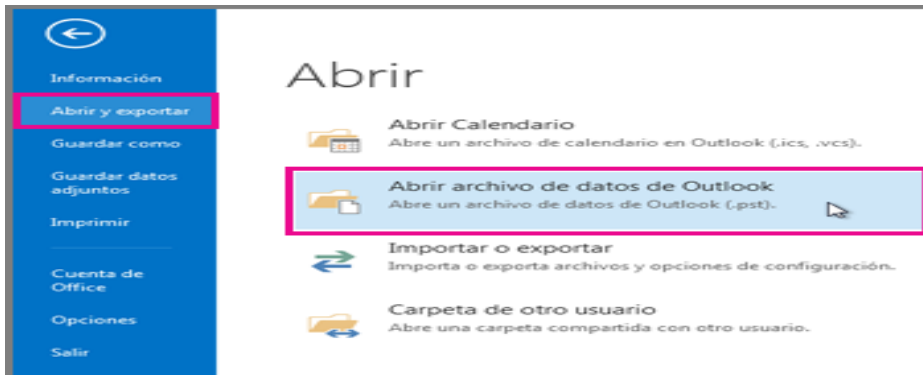 Información
Abrir y exportar
Guardar como
Guardar datos
adjuntos
Imprimir
Cuenta de
Office
Opciones
Salir
Abrir
Abrir Calendario
Abre un archivo de calendario en Outlook (.ics, .vcs).
Abrir archivo de datos de Outlook
Abre un archivo de datos de Outlook (.pst).
Importar o exportar
Importa o exporta archivos y opciones de configuración.
Carpeta de otro usuario
Abre una carpeta compartida con otro usuario.